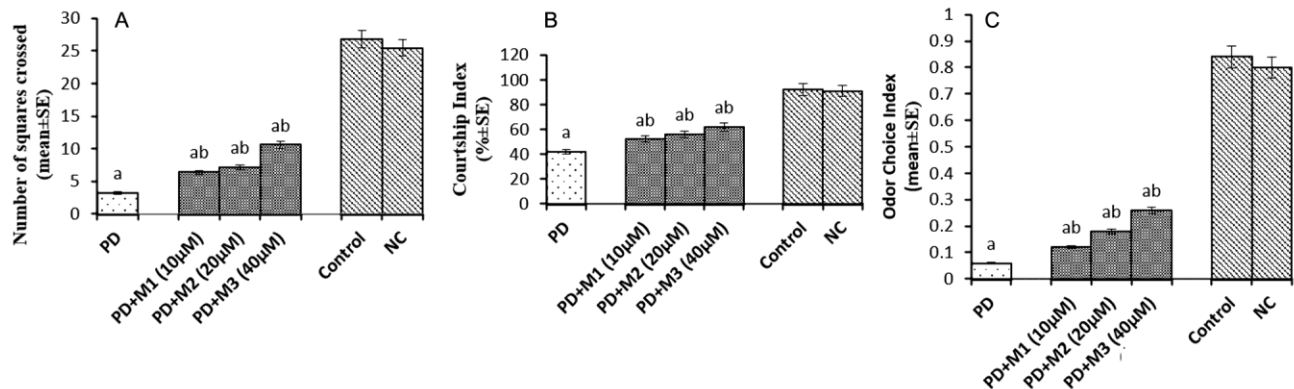 A
Number of squares crossed
(mean±SE)
30
25
20
15
10
5
0
a
ab
ab
ab
PD
PD+M1 (10µM)
PD+M2 (20µM)
PD+M3 (40µM)
Control
NC
B
Courtship Index
(%±SE)
120
100
80
60
40
20
0
a
ab
ab
ab
PD
PD+M1 (10µM)
PD+M2 (20µM)
PD+M3 (40µM)
Control
NC
C
Odor Choice Index
(mean±SE)
1
0.9
0.8
0.7
0.6
0.5
0.4
0.3
0.2
0.1
0
a
ab
ab
ab
PD
PD+M1 (10µM)
PD+M2 (20µM)
PD+M3 (40µM)
Control
NC